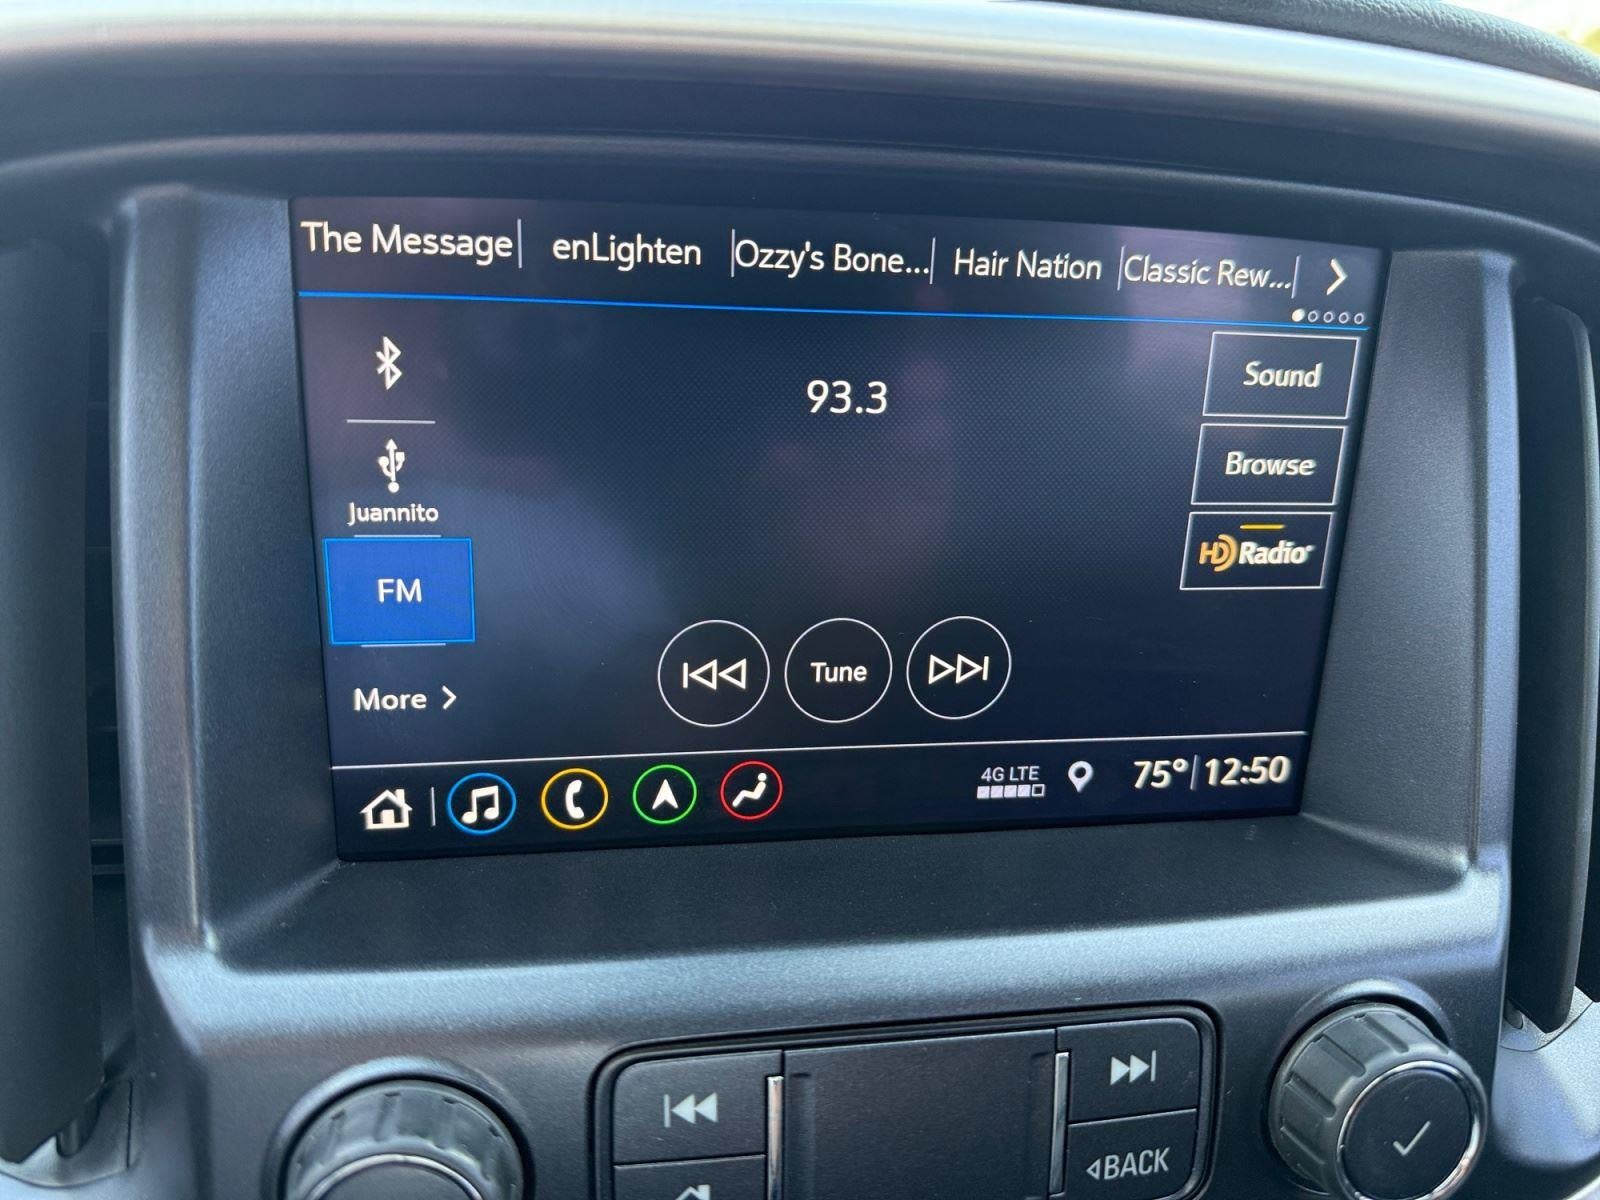 The Message enLighten Ozzy's Bone... Hair Nation Classic Rew...
93.3
Sound
Browse
Juannito
HD Radio
FM
Tune
More
4G LTE
75° 12:50
BACK